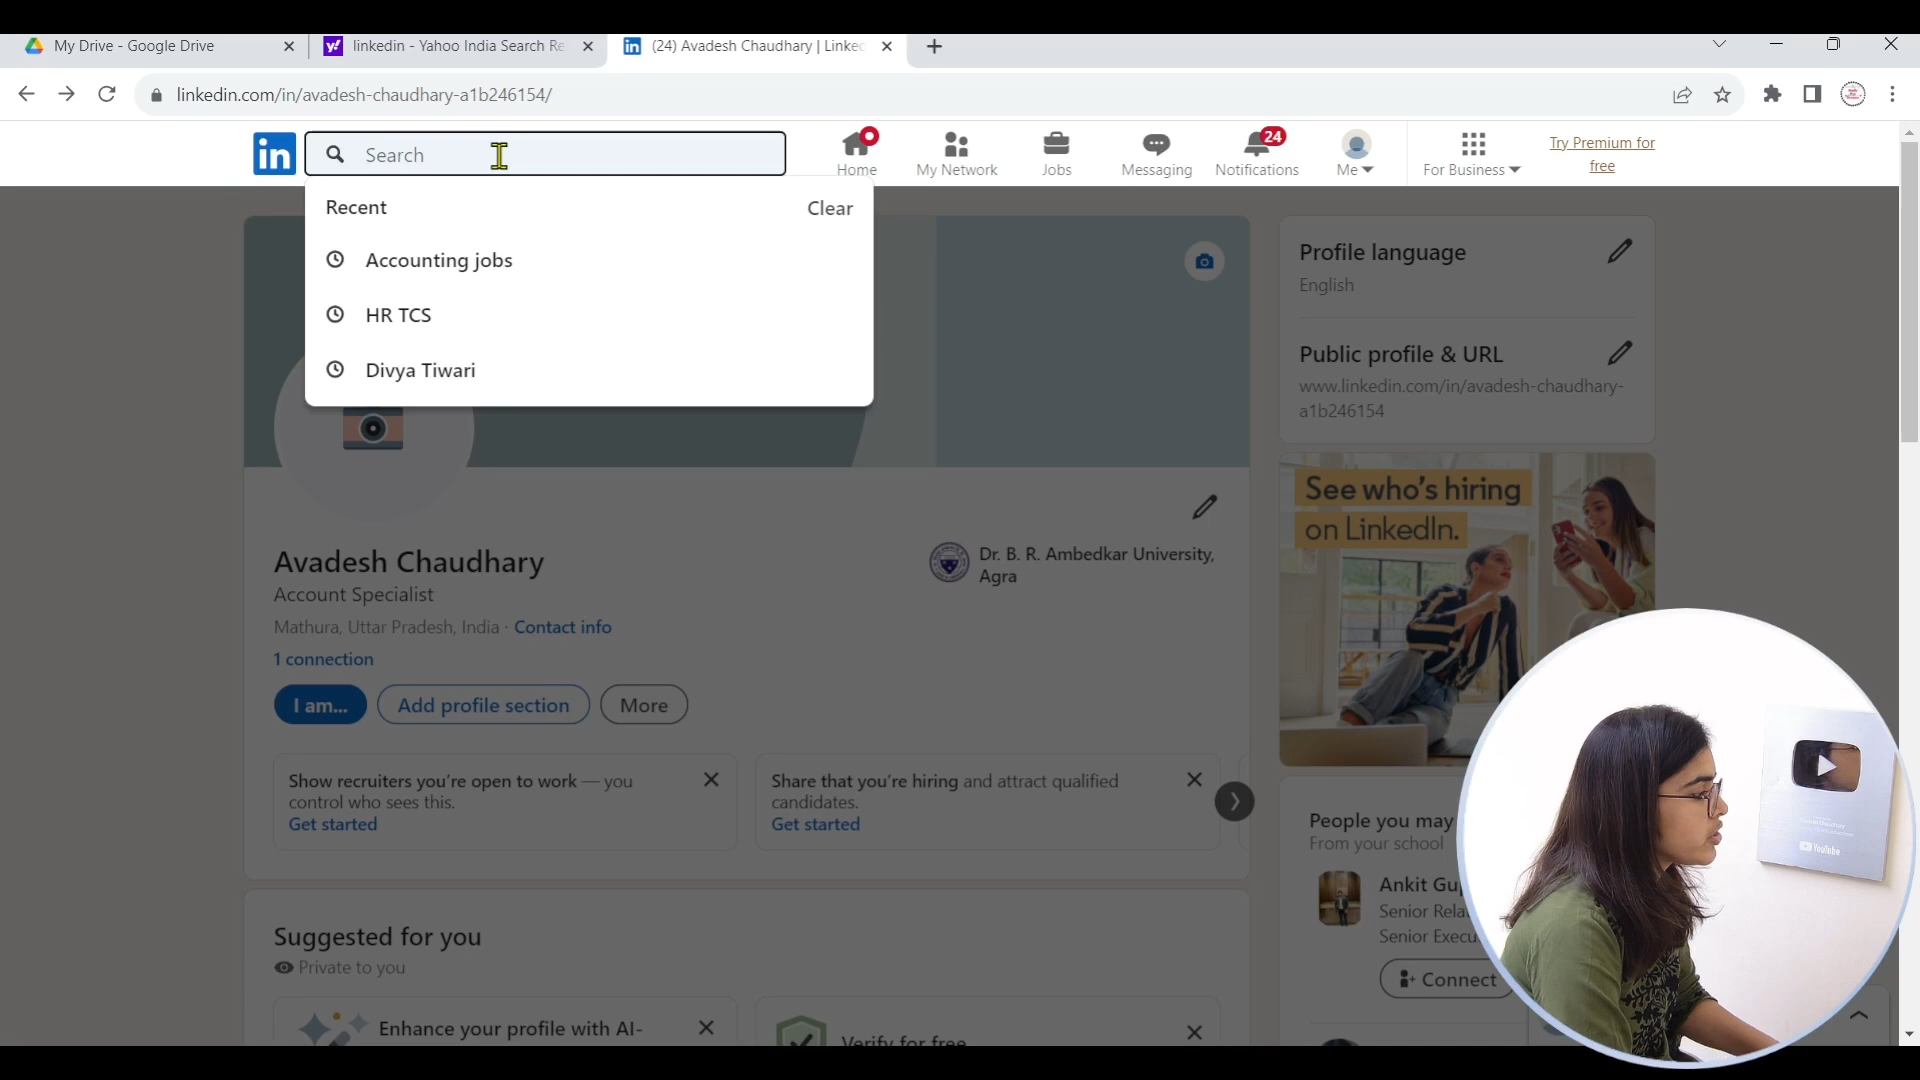 My Drive - Google Drive
linkedin - Yahoo India Search Re
(24) Avadesh Chaudhary | Linked
linkedin.com/in/avadesh-chaudhary-a1b246154/
in
Search
Home
My Network
Jobs
Messaging
24
Notifications
Me
For Business
Try Premium for
free
Recent
Clear
Accounting jobs
HR TCS
Divya Tiwari
Profile language
English
Public profile & URL
www.linkedin.com/in/avadesh-chaudhary-
a1b246154
See who's hiring
on LinkedIn.
Avadesh Chaudhary
Account Specialist
Mathura, Uttar Pradesh, India · Contact info
1 connection
Dr. B. R. Ambedkar University,
Agra
I am...
Add profile section
More
Show recruiters you're open to work — you
control who sees this.
Get started
Share that you're hiring and attract qualified
candidates.
Get started
People you may
From your school
Ankit Gu
Senior Rela
Senior Execu
Connect
Suggested for you
Private to you
Enhance your profile with AI-
Verify for free
YouTube